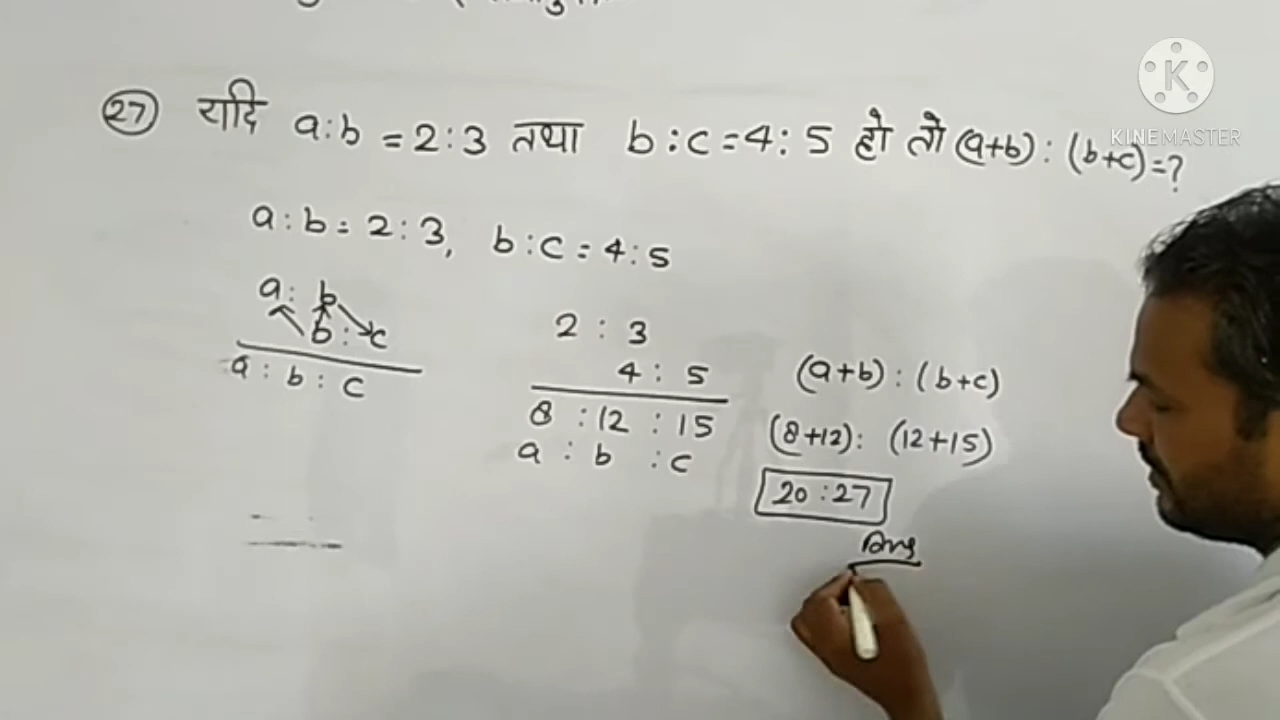 KINEMASTER
27 यदि a:b = 2:3 तथा b:c = 4:5 हो तो (a+b) : (b+c) = ?
a:b = 2:3, b:c = 4:5
a : b
b : c
a : b : c
2 : 3
4 : 5
8 : 12 : 15
a : b : c
(a+b) : (b+c)
(8+12) : (12+15)
20 : 27
Ans